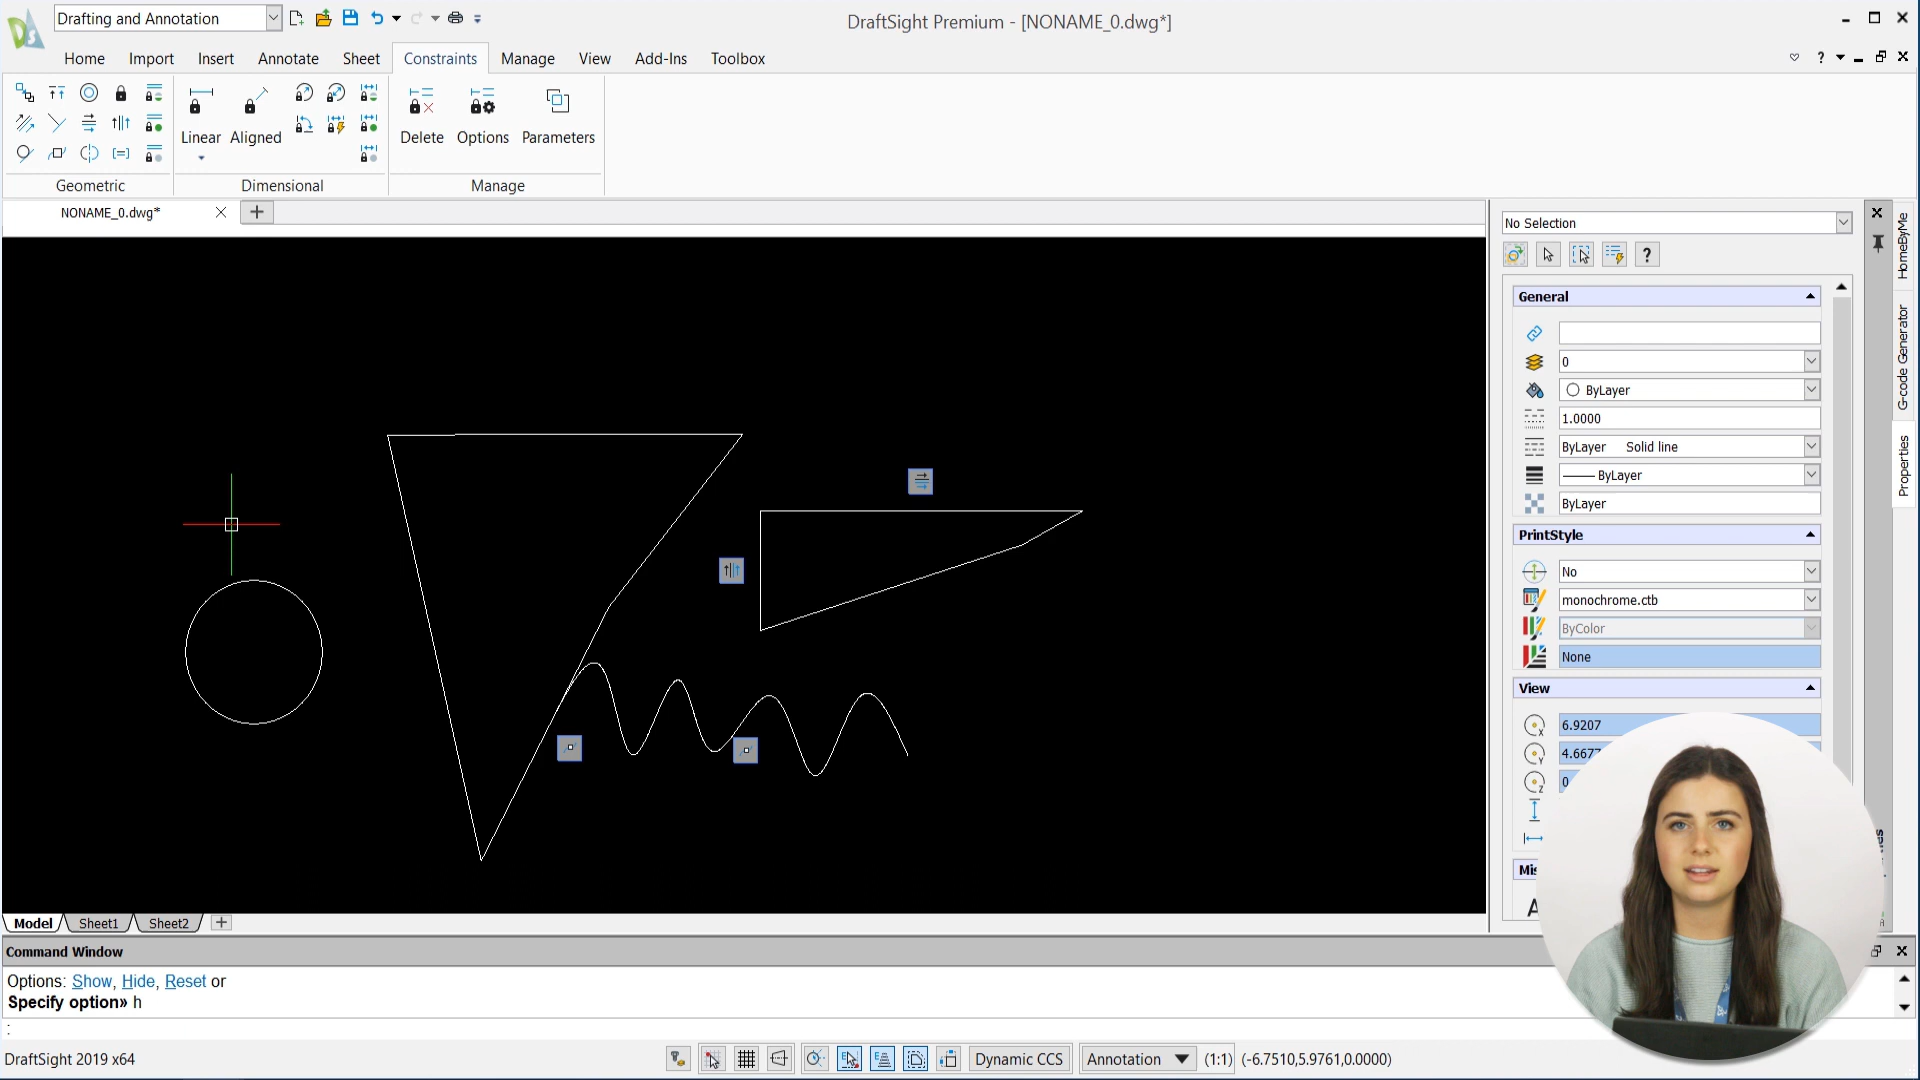 Drafting and Annotation
DraftSight Premium - [NONAME_0.dwg*]
Home Import Insert Annotate Sheet Constraints Manage View Add-Ins Toolbox
Linear Aligned
Delete Options Parameters
Geometric Dimensional Manage
NONAME_0.dwg*
No Selection
General
0
ByLayer
1.0000
ByLayer Solid line
ByLayer
ByLayer
PrintStyle
No
monochrome.ctb
ByColor
None
View
6.9207
4.6677
0
HomeByMe
G-code Generator
Properties
Model Sheet1 Sheet2
Command Window
Options: Show, Hide, Reset or
Specify option» h
:
DraftSight 2019 x64
Dynamic CCS
Annotation
(1:1)
(-6.7510,5.9761,0.0000)